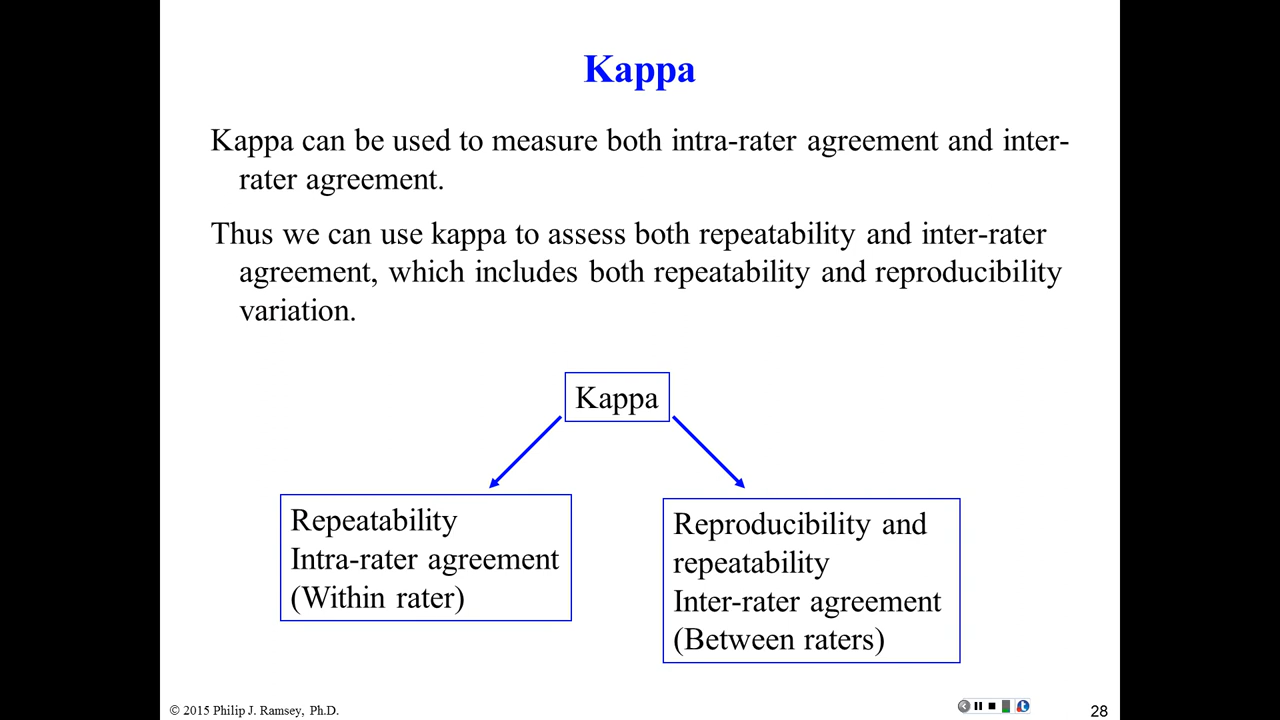 Kappa
Kappa can be used to measure both intra-rater agreement and inter-
rater agreement.
Thus we can use kappa to assess both repeatability and inter-rater
agreement, which includes both repeatability and reproducibility
variation.
Kappa
Repeatability
Intra-rater agreement
(Within rater)
Reproducibility and
repeatability
Inter-rater agreement
(Between raters)
© 2015 Philip J. Ramsey, Ph.D.
28